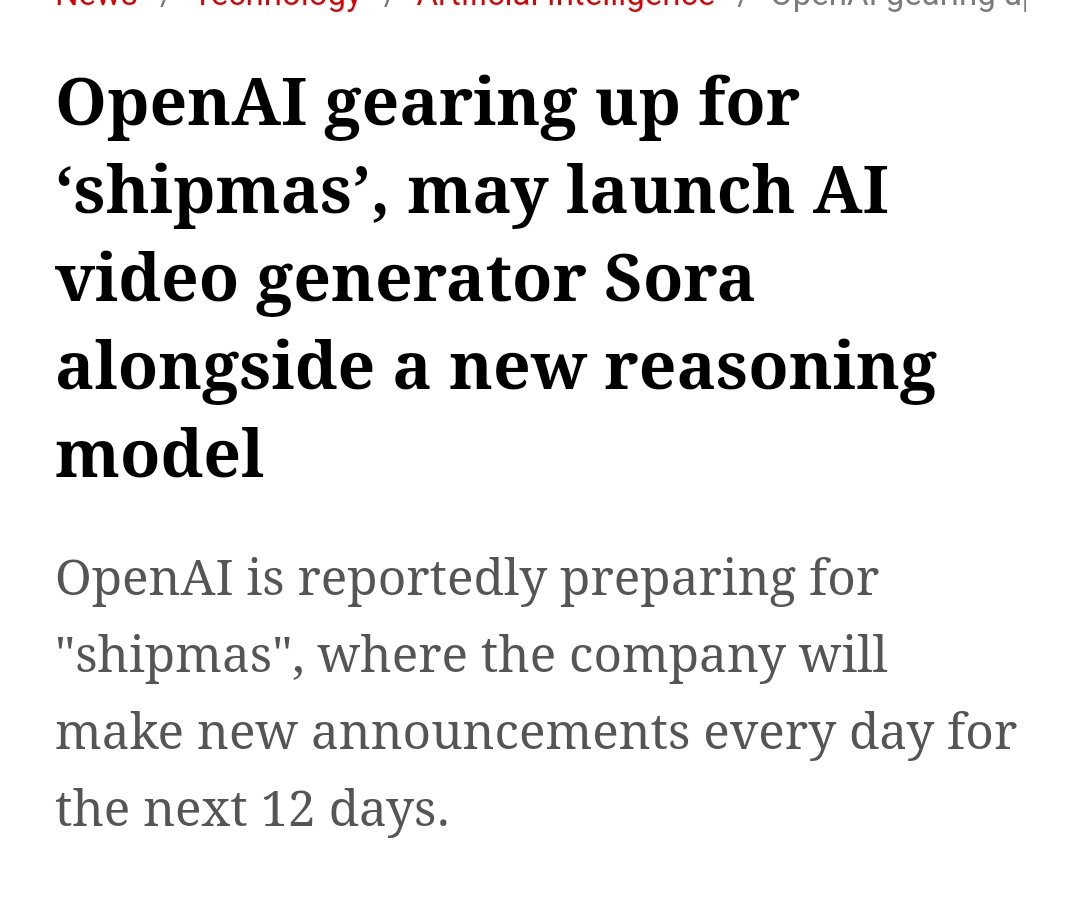 News / Technology / Artificial Intelligence / OpenAI gearing up
OpenAI gearing up for
‘shipmas’, may launch AI
video generator Sora
alongside a new reasoning
model
OpenAI is reportedly preparing for
"shipmas", where the company will
make new announcements every day for
the next 12 days.